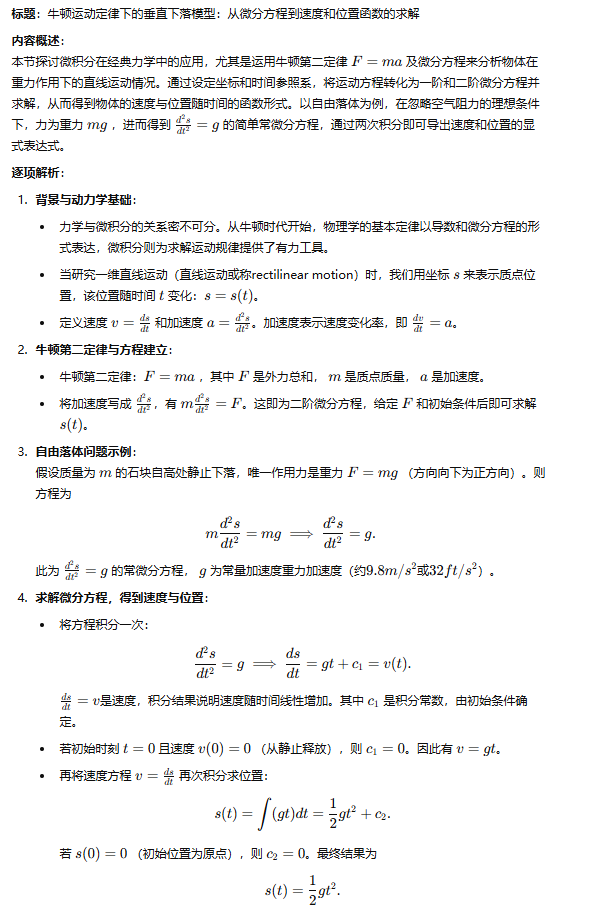 标题：牛顿运动定律下的垂直下落模型：从微分方程到速度和位置函数的求解
内容概述：
本节探讨微积分在经典力学中的应用，尤其是运用牛顿第二定律 F = ma 及微分方程来分析物体在
重力作用下的直线运动情况。通过设定坐标和时间参照系，将运动方程转化为一阶和二阶微分方程并
求解，从而得到物体的速度与位置随时间的函数形式。以自由落体为例，在忽略空气阻力的理想条件
下，力为重力 mg ，进而得到 d²s/dt² = g 的简单常微分方程，通过两次积分即可导出速度和位置的显
式表达式。
逐项解析：
1. 背景与动力学基础：
• 力学与微积分的关系密不可分。从牛顿时代开始，物理学的基本定律以导数和微分方程的形
式表达，微积分则为求解运动规律提供了有力工具。
• 当研究一维直线运动（直线运动或称rectilinear motion）时，我们用坐标 s 来表示质点位
置，该位置随时间 t 变化：s = s(t)。
• 定义速度 v = ds/dt 和加速度 a = d²s/dt²。加速度表示速度变化率，即 dv/dt = a。
2. 牛顿第二定律与方程建立：
• 牛顿第二定律：F = ma ，其中 F 是外力总和， m 是质点质量， a 是加速度。
• 将加速度写成 d²s/dt²，有 m d²s/dt² = F。这即为二阶微分方程，给定 F 和初始条件后即可求解
s(t)。
3. 自由落体问题示例：
假设质量为 m 的石块自高处静止下落，唯一作用力是重力 F = mg （方向向下为正方向）。则
方程为
m d²s/dt² = mg ⟹ d²s/dt² = g.
此为 d²s/dt² = g 的常微分方程， g 为常量加速度重力加速度（约9.8m/s²或32ft/s²）。
4. 求解微分方程，得到速度与位置：
• 将方程积分一次：
d²s/dt² = g ⟹ ds/dt = gt + c₁ = v(t).
ds/dt = v是速度，积分结果说明速度随时间线性增加。其中 c₁ 是积分常数，由初始条件确
定。
• 若初始时刻 t = 0 且速度 v(0) = 0 （从静止释放），则 c₁ = 0。因此有 v = gt。
• 再将速度方程 v = ds/dt 再次积分求位置：
s(t) = ∫(gt)dt = 1/2 gt² + c₂.
若 s(0) = 0 （初始位置为原点），则 c₂ = 0。最终结果为
s(t) = 1/2 gt².